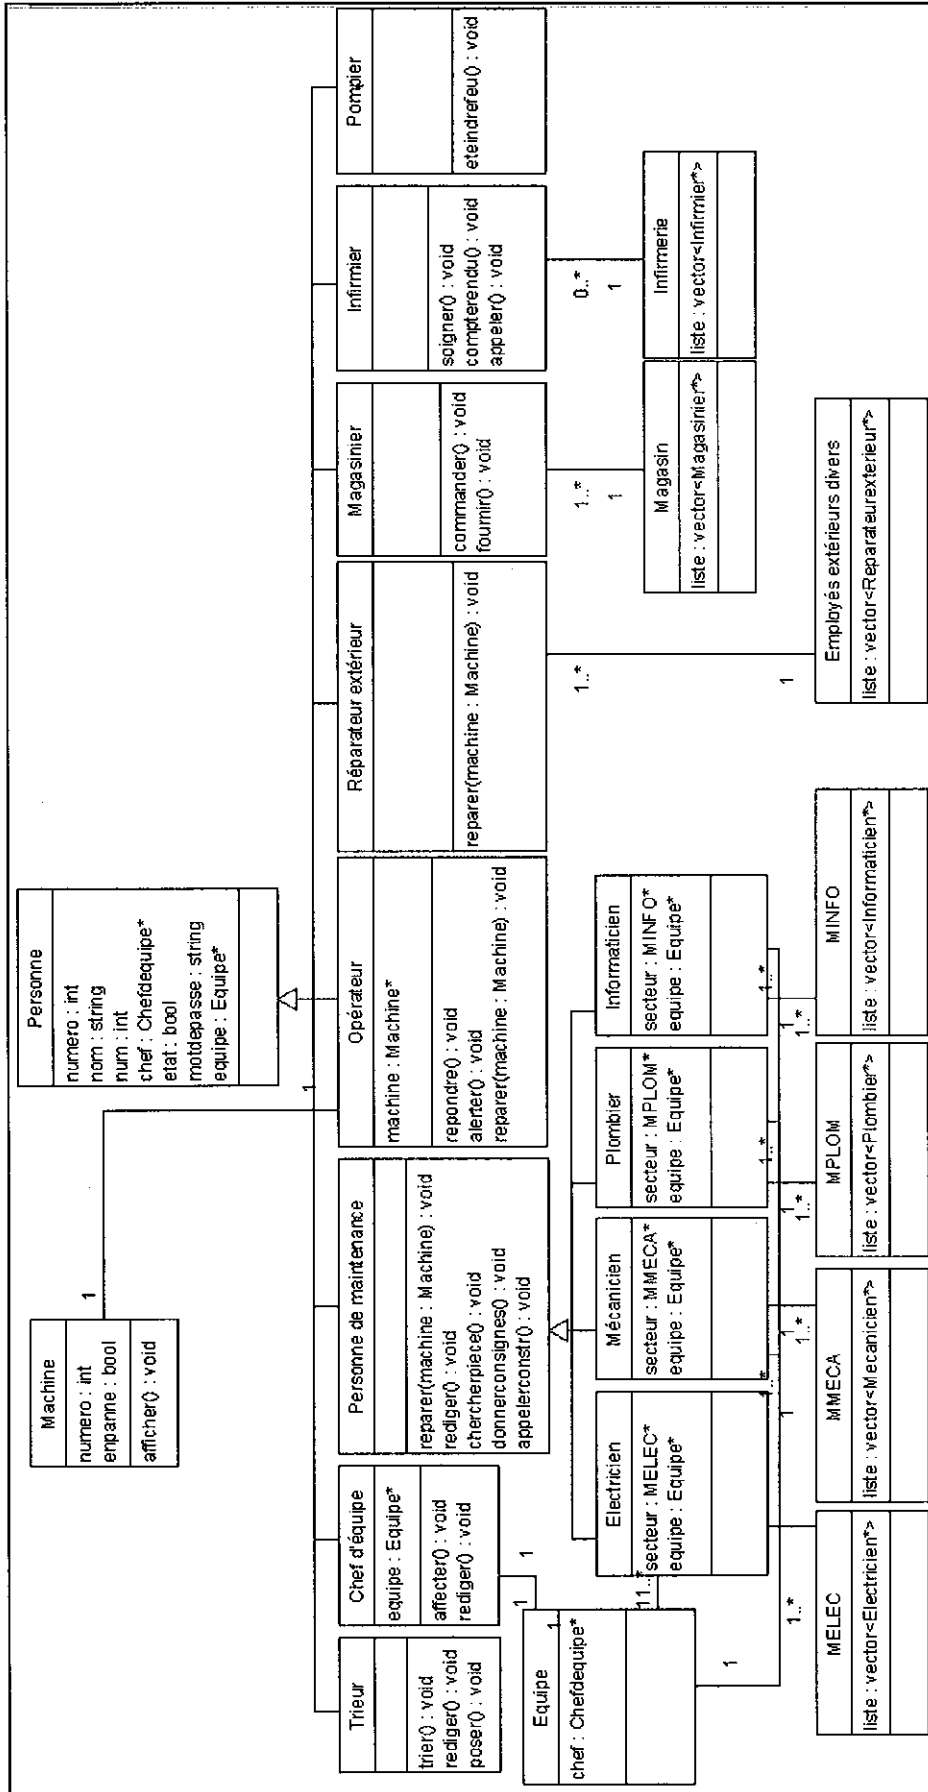 Personne
numero : int
nom : string
num : int
chef : Chefdequipe*
etat : bool
motdepasse : string
equipe : Equipe*
Machine
numero : int
enpanne : bool
afficher() : void
1
1
Trieur
trier() : void
rediger() : void
poser() : void
Chef d'équipe
equipe : Equipe*
affecter() : void
rediger() : void
Personne de maintenance
reparer(machine : Machine) : void
rediger() : void
chercherpiece() : void
donnerconsignes() : void
appelerconstr() : void
Opérateur
machine : Machine*
repondre() : void
alerter() : void
reparer(machine : Machine) : void
Réparateur extérieur
reparer(machine : Machine) : void
Magasinier
commander() : void
fournir() : void
Infirmier
soigner() : void
compterendu() : void
appeler() : void
Pompier
eteindrefeu() : void
1
1
Equipe
chef : Chefdequipe*
1
11..*
1
Electricien
secteur : MELEC*
equipe : Equipe*
Mécanicien
secteur : MMECA*
equipe : Equipe*
Plombier
secteur : MPLOM*
equipe : Equipe*
Informaticien
secteur : MINFO*
equipe : Equipe*
1..*
1
Magasin
liste : vector<Magasinier*>
0..*
1
Infirmerie
liste : vector<Infirmier*>
1..*
1
Employés extérieurs divers
liste : vector<Reparateurexterieur*>
1..*
1..*
1..*
1
1
1
1
1..*
1..*
1..*
1..*
MELEC
liste : vector<Electricien*>
MMECA
liste : vector<Mecanicien*>
MPLOM
liste : vector<Plombier*>
MINFO
liste : vector<Informaticien*>